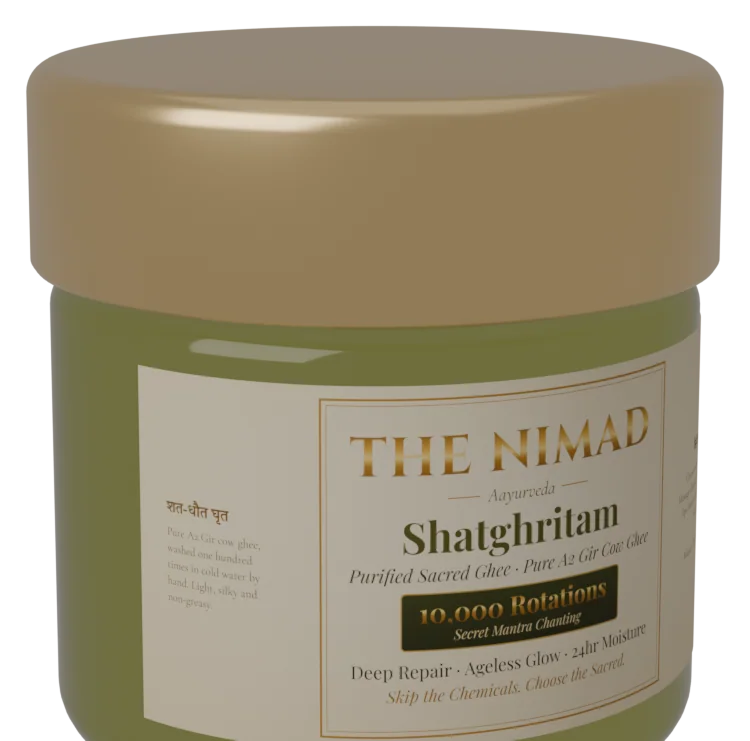 शत-धौत घृत
Pure A2 Gir cow ghee,
washed one hundred
times in cold water by
hand. Light, silky and
non-greasy.
THE NIMAD
Aayurveda
Shatghritam
Purified Sacred Ghee · Pure A2 Gir Cow Ghee
10,000 Rotations
Secret Mantra Chanting
Deep Repair · Ageless Glow · 24hr Moisture
Skip the Chemicals. Choose the Sacred.